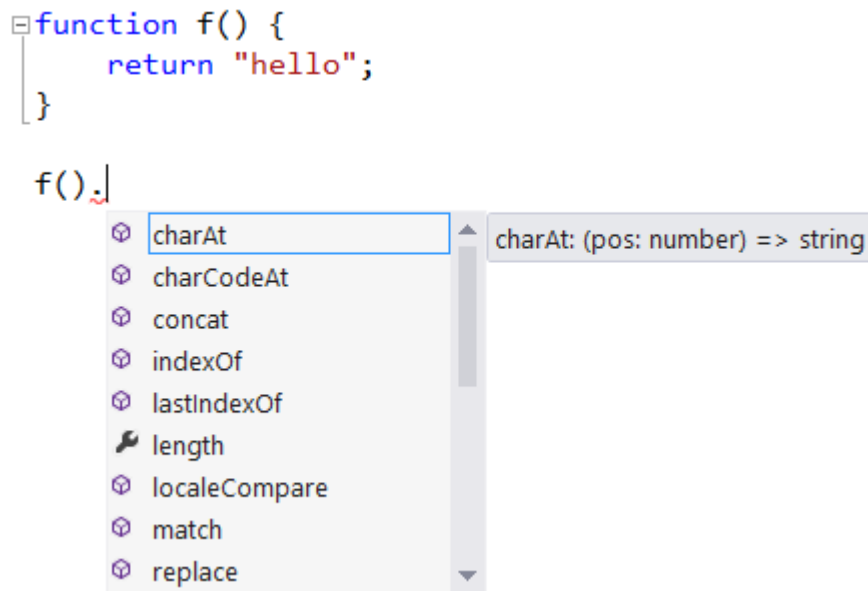 function f() {
return "hello";
}
f().
charAt
charAt: (pos: number) => string
charCodeAt
concat
indexOf
lastIndexOf
length
localeCompare
match
replace